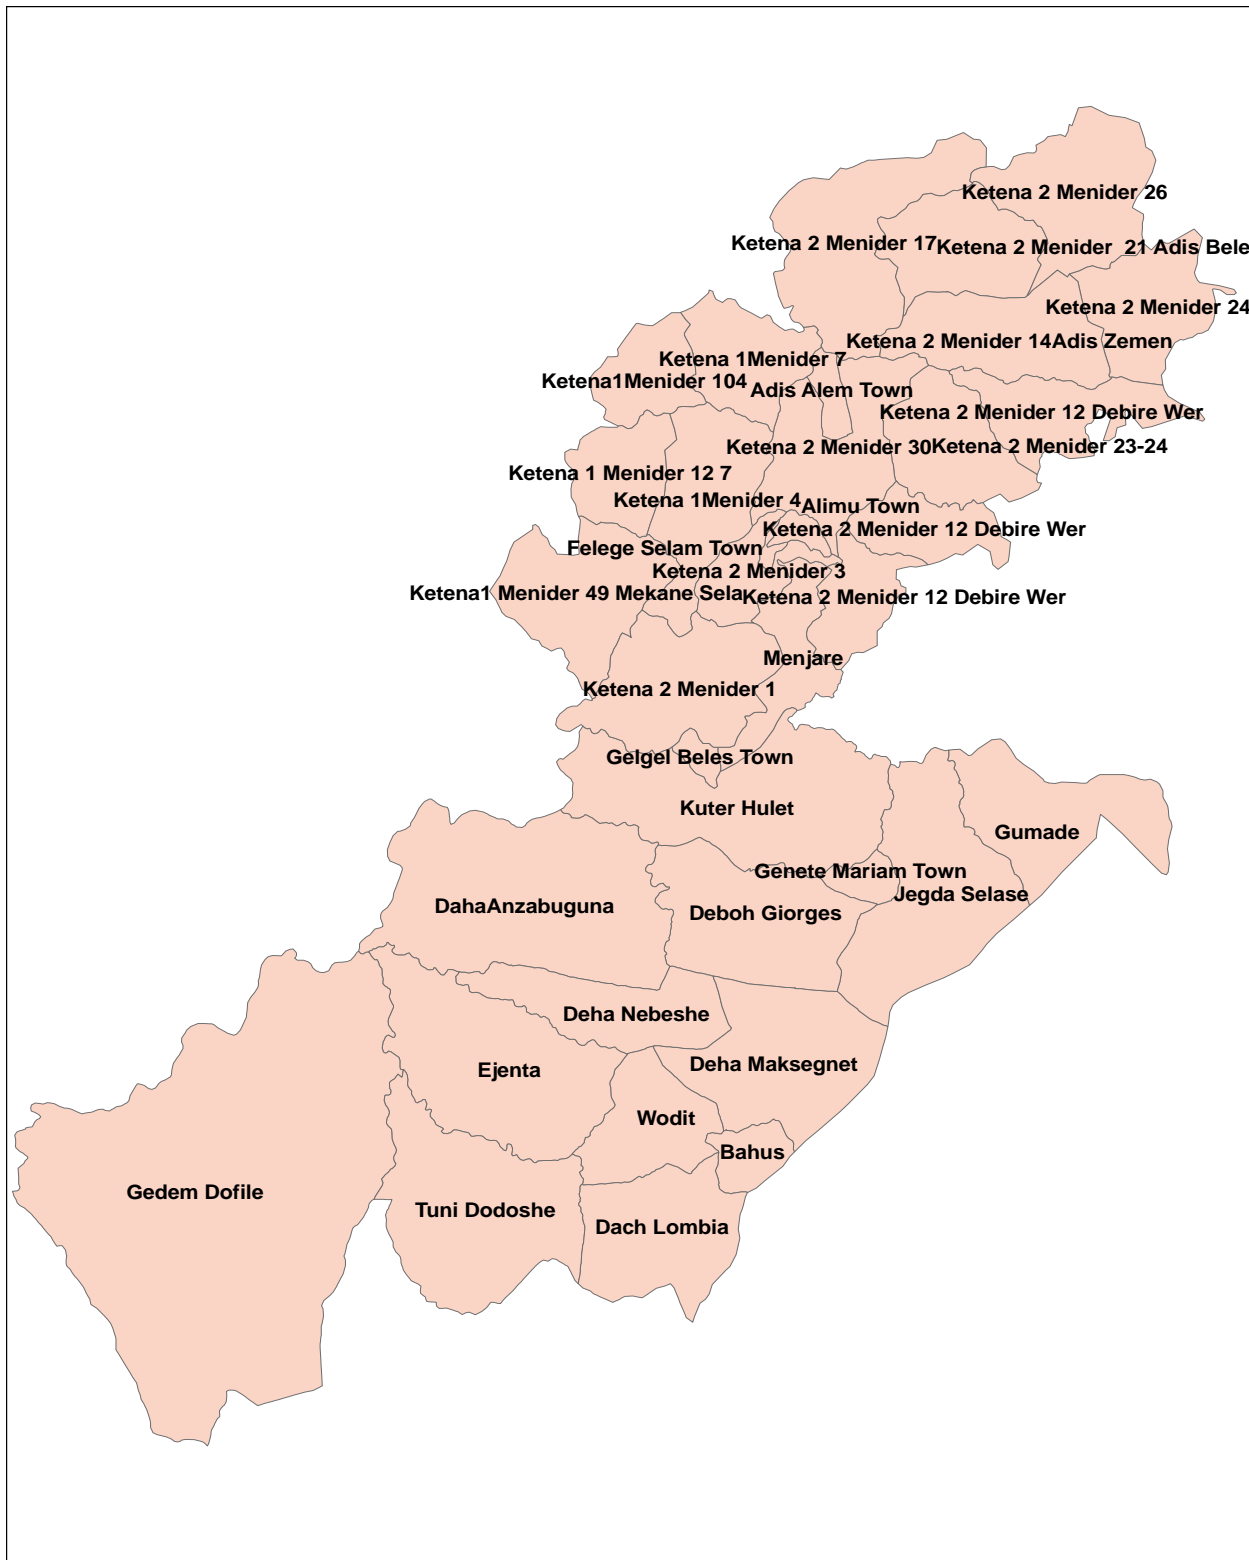 Ketena 2 Menider 26
Ketena 2 Menider 17
Ketena 2 Menider 21 Adis Bele
Ketena 2 Menider 24
Ketena 2 Menider 14 Adis Zemen
Ketena 1Menider 7
Ketena1Menider 104
Adis Alem Town
Ketena 2 Menider 12 Debire Wer
Ketena 2 Menider 30
Ketena 2 Menider 23-24
Ketena 1 Menider 12 7
Ketena 1Menider 4
Alimu Town
Ketena 2 Menider 12 Debire Wer
Felege Selam Town
Ketena 2 Menider 3
Ketena1 Menider 49 Mekane Sela
Ketena 2 Menider 12 Debire Wer
Menjare
Ketena 2 Menider 1
Gelgel Beles Town
Kuter Hulet
Gumade
Genete Mariam Town
Jegda Selase
DahaAnzabuguna
Deboh Giorges
Deha Nebeshe
Deha Maksegnet
Ejenta
Wodit
Bahus
Gedem Dofile
Tuni Dodoshe
Dach Lombia